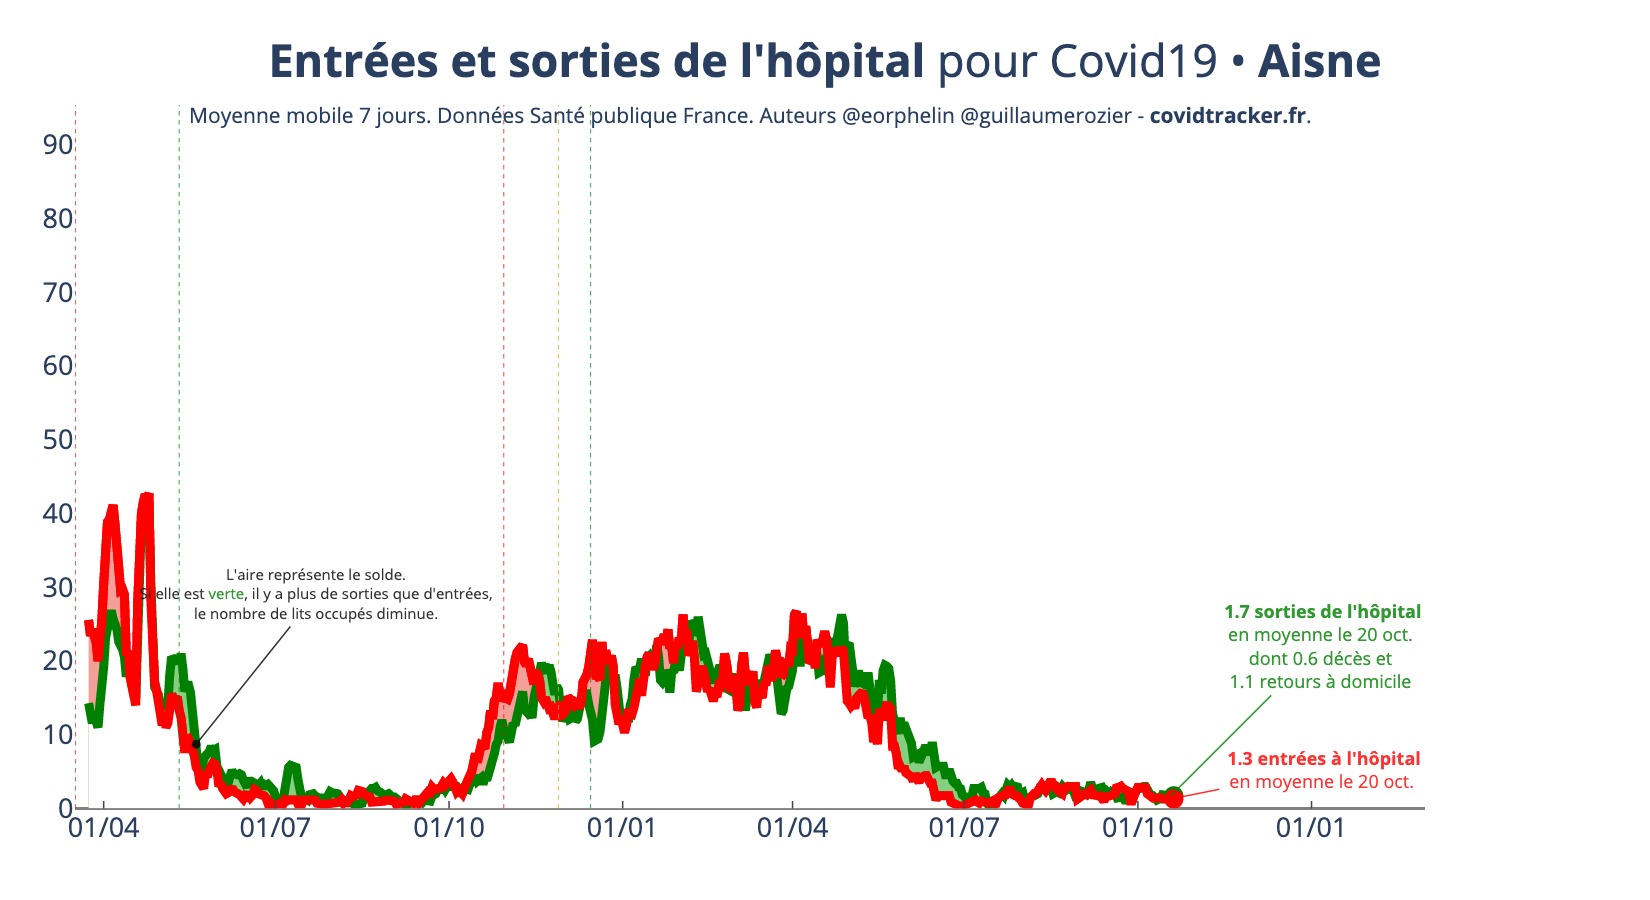 Entrées et sorties de l'hôpital pour Covid19 • Aisne
Moyenne mobile 7 jours. Données Santé publique France. Auteurs @eorphelin @guillaumerozier - covidtracker.fr.
90
80
70
60
50
40
30
20
10
0
L'aire représente le solde.
Si elle est verte, il y a plus de sorties que d'entrées,
le nombre de lits occupés diminue.
1.7 sorties de l'hôpital
en moyenne le 20 oct.
dont 0.6 décès et
1.1 retours à domicile
1.3 entrées à l'hôpital
en moyenne le 20 oct.
01/04 01/07 01/10 01/01 01/04 01/07 01/10 01/01